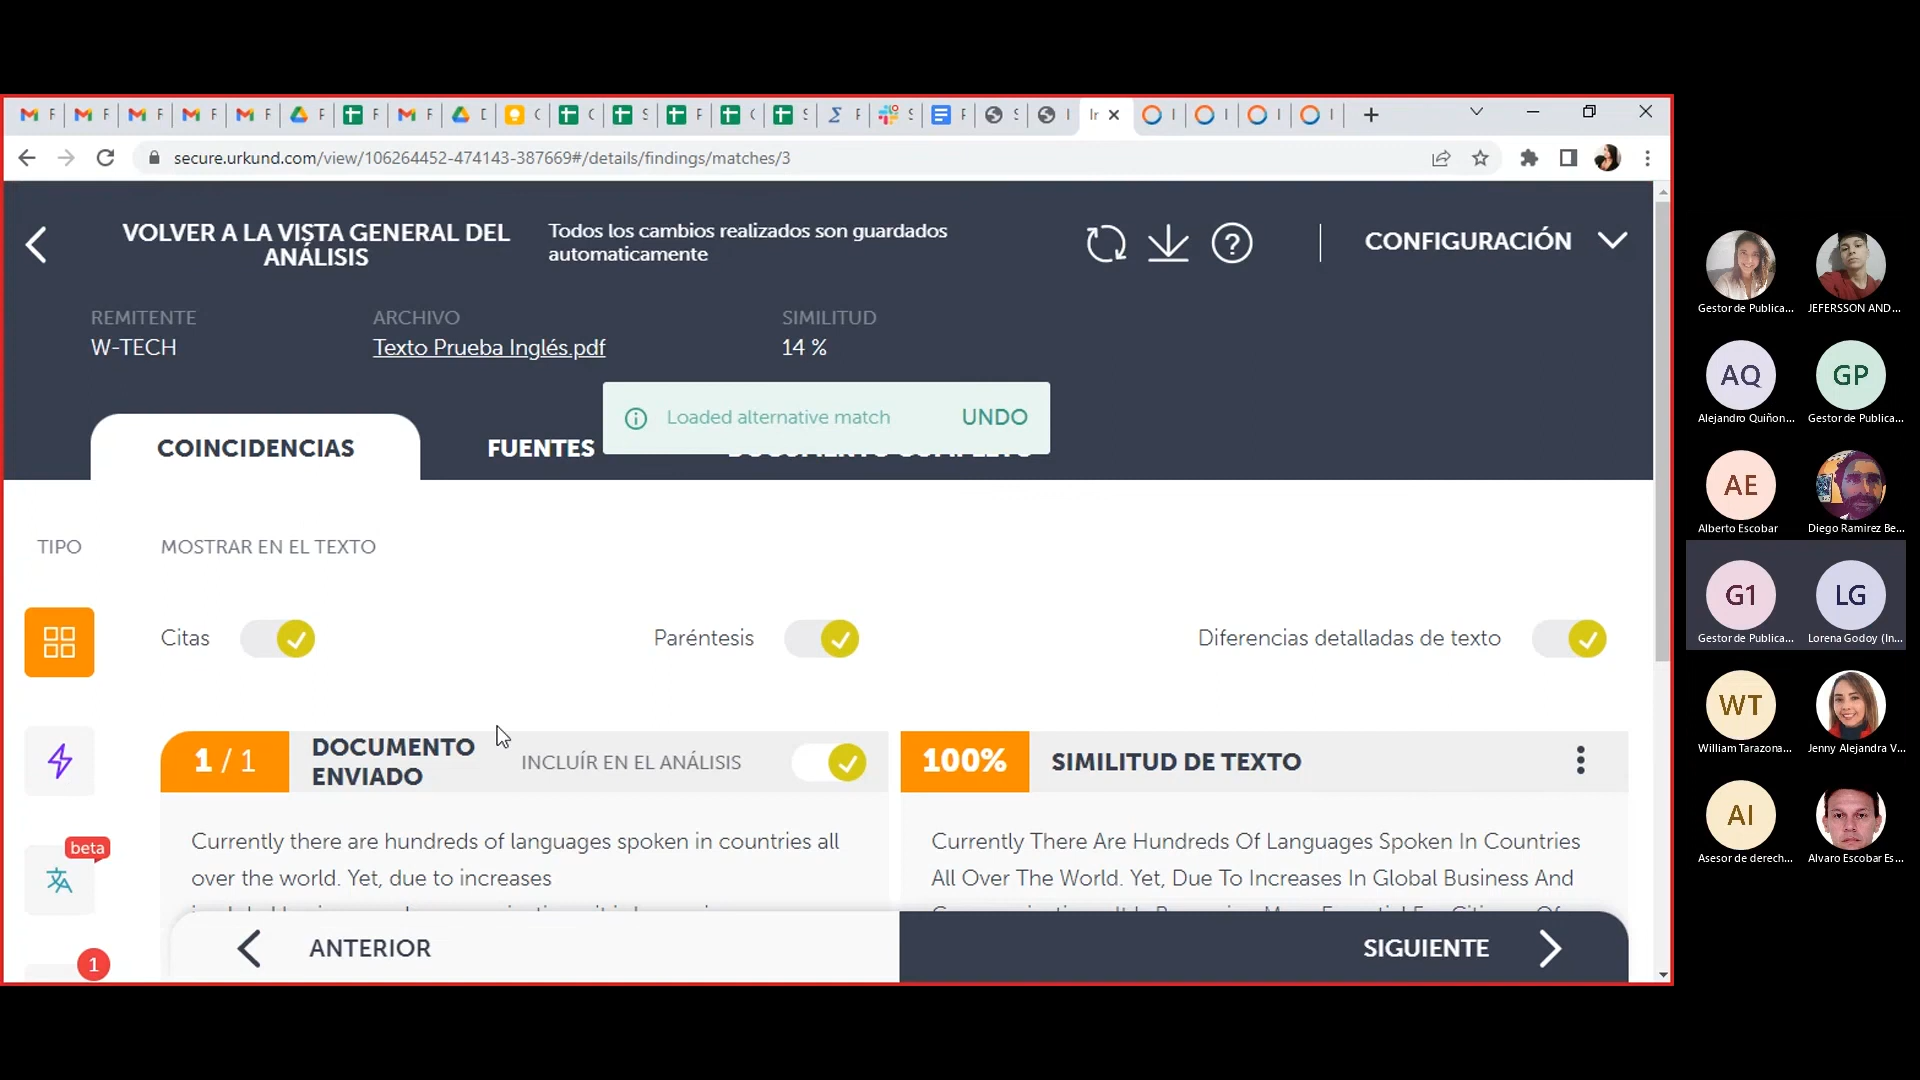 secure.urkund.com/view/106264452-474143-387669#/details/findings/matches/3
VOLVER A LA VISTA GENERAL DEL
ANÁLISIS
Todos los cambios realizados son guardados
automaticamente
CONFIGURACIÓN
REMITENTE
W-TECH
ARCHIVO
Texto Prueba Inglés.pdf
SIMILITUD
14 %
Loaded alternative match
UNDO
COINCIDENCIAS
FUENTES
DOCUMENTO COMPLETO
TIPO
MOSTRAR EN EL TEXTO
Citas
Paréntesis
Diferencias detalladas de texto
1 / 1
DOCUMENTO
ENVIADO
INCLUÍR EN EL ANÁLISIS
100%
SIMILITUD DE TEXTO
Currently there are hundreds of languages spoken in countries all
over the world. Yet, due to increases
Currently There Are Hundreds Of Languages Spoken In Countries
All Over The World. Yet, Due To Increases In Global Business And
beta
1
ANTERIOR
SIGUIENTE
Gestor de Publica...
JEFERSSON AND...
AQ
Alejandro Quiñon...
GP
Gestor de Publica...
AE
Alberto Escobar
Diego Ramirez Be...
G1
Gestor de Publica...
LG
Lorena Godoy (In...
WT
William Tarazona...
Jenny Alejandra V...
AI
Asesor de derech...
Alvaro Escobar Es...